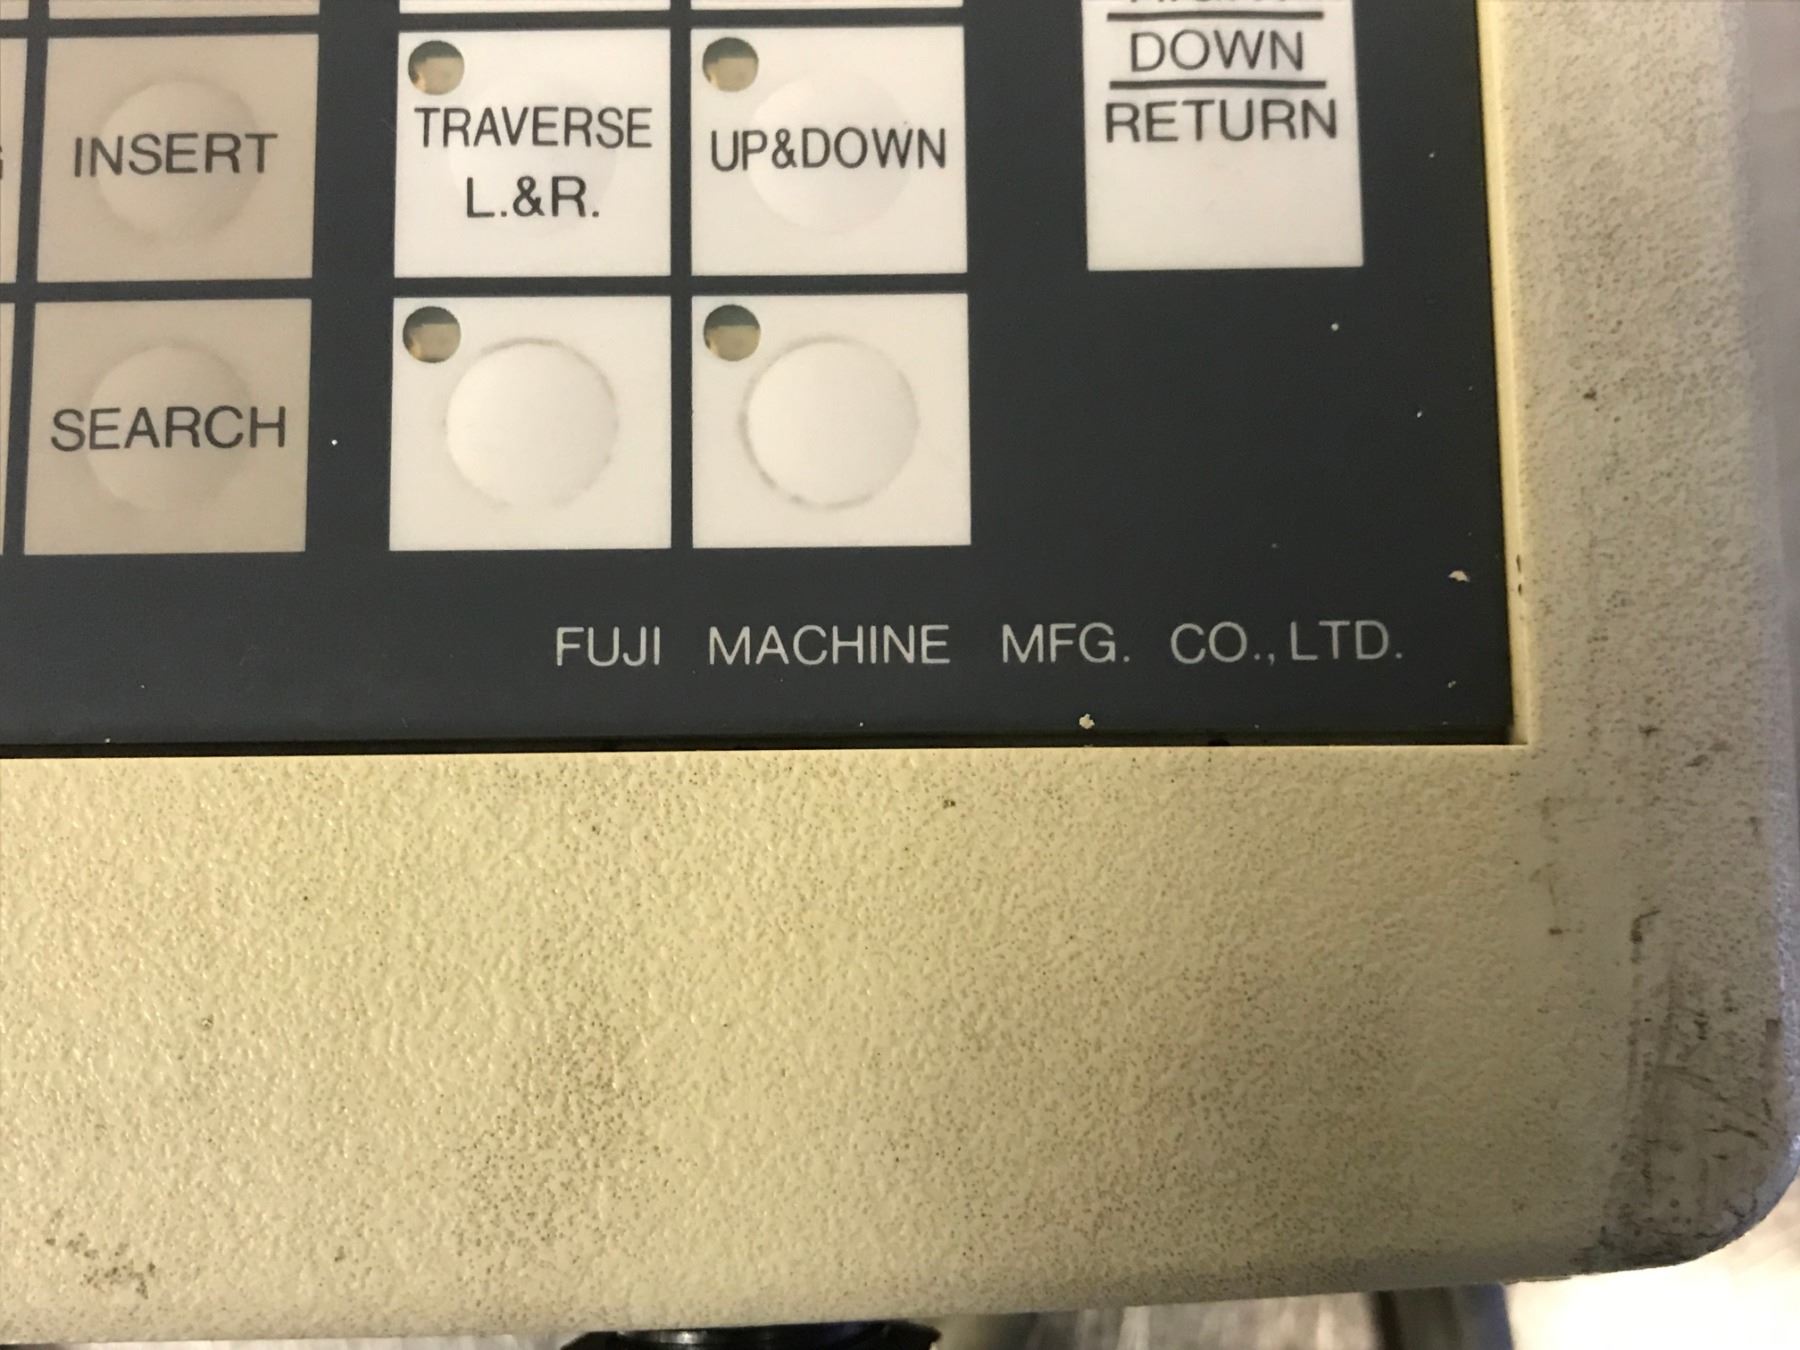 INSERT
TRAVERSE
L.&R.
UP&DOWN
DOWN
RETURN
SEARCH
FUJI MACHINE MFG. CO., LTD.